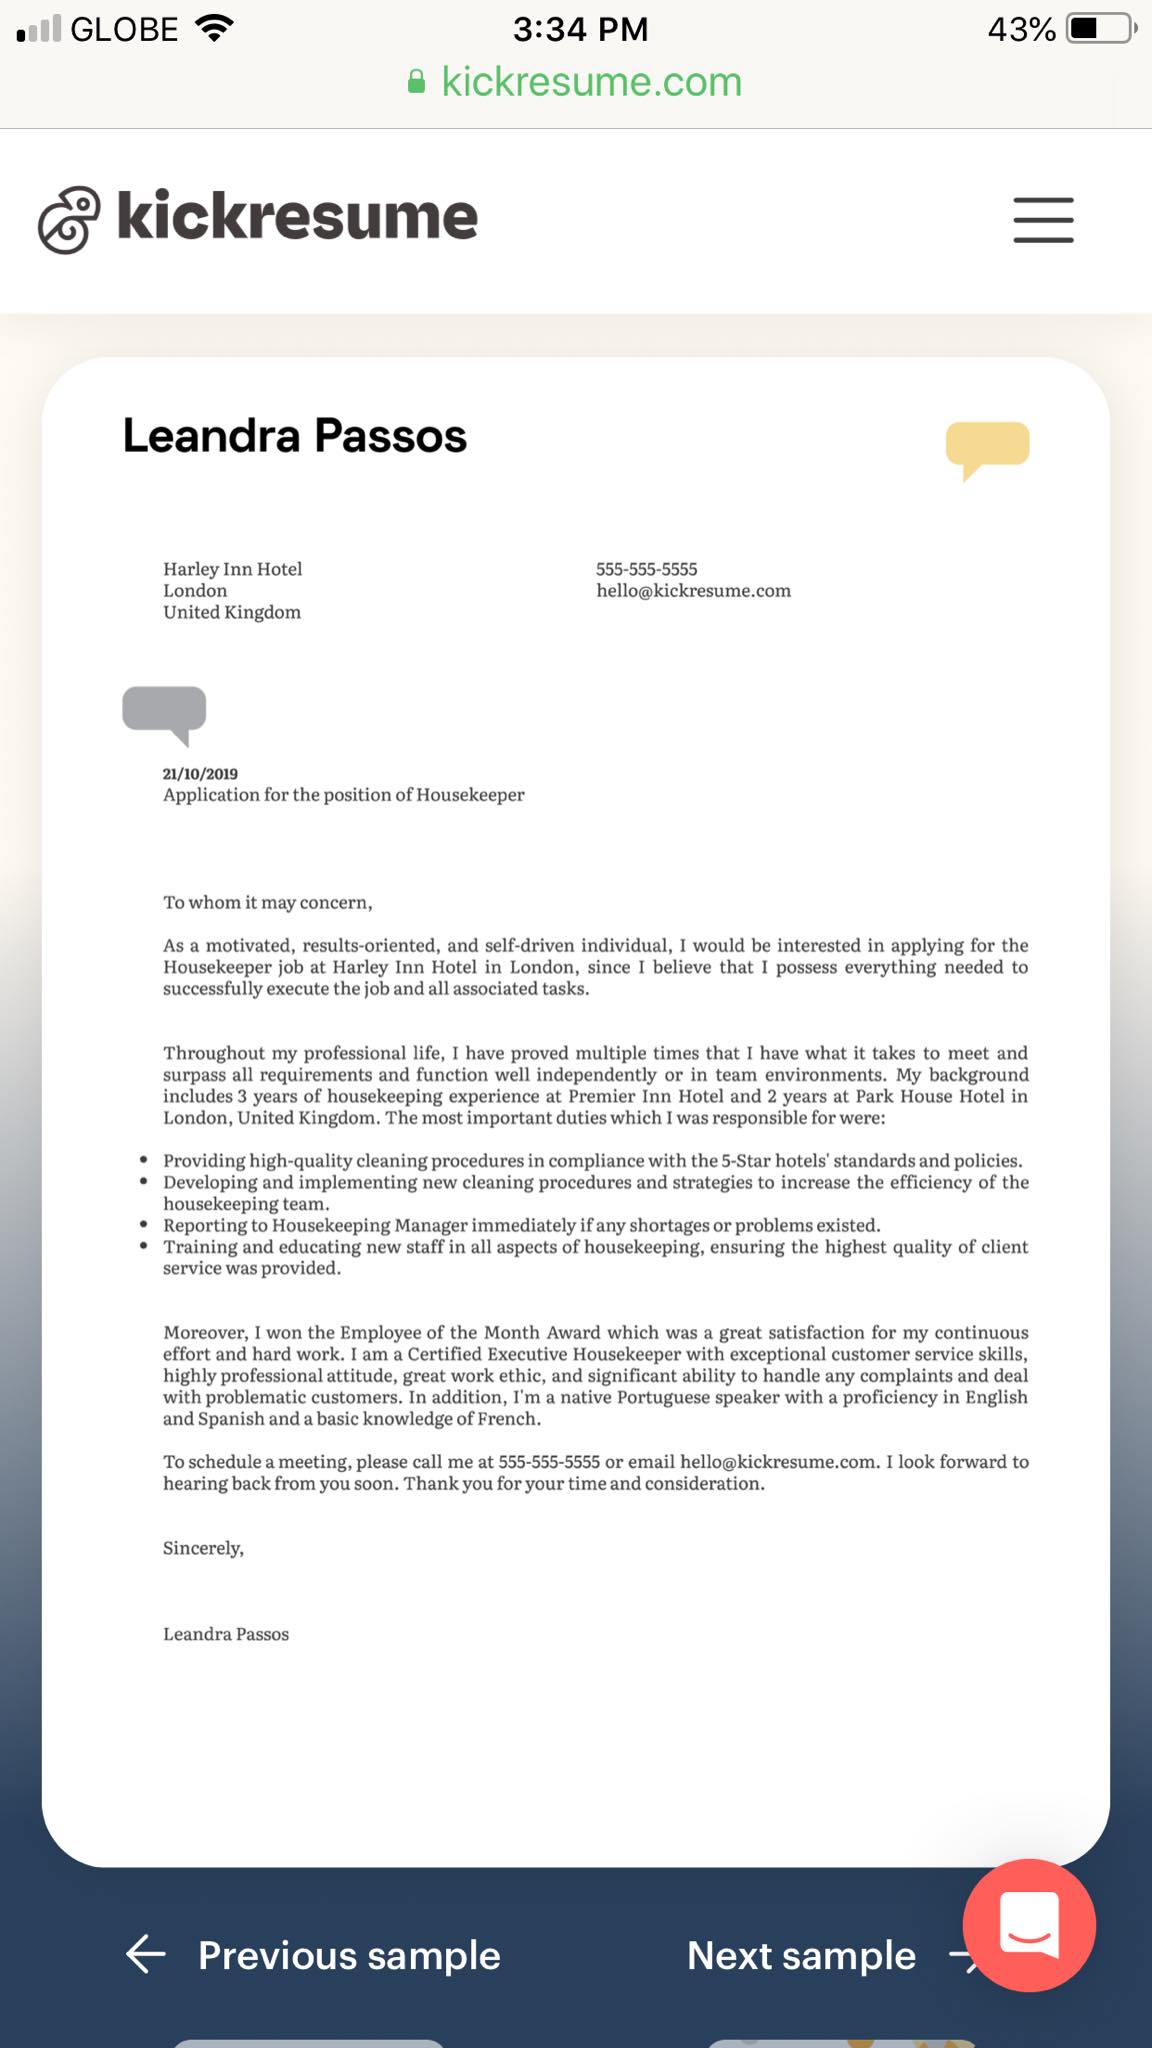 GLOBE 3:34 PM 43%
kickresume.com
kickresume
Leandra Passos
Harley Inn Hotel
London
United Kingdom
555-555-5555
hello@kickresume.com
21/10/2019
Application for the position of Housekeeper
To whom it may concern,
As a motivated, results-oriented, and self-driven individual, I would be interested in applying for the
Housekeeper job at Harley Inn Hotel in London, since I believe that I possess everything needed to
successfully execute the job and all associated tasks.
Throughout my professional life, I have proved multiple times that I have what it takes to meet and
surpass all requirements and function well independently or in team environments. My background
includes 3 years of housekeeping experience at Premier Inn Hotel and 2 years at Park House Hotel in
London, United Kingdom. The most important duties which I was responsible for were:
• Providing high-quality cleaning procedures in compliance with the 5-Star hotels' standards and policies.
• Developing and implementing new cleaning procedures and strategies to increase the efficiency of the
housekeeping team.
• Reporting to Housekeeping Manager immediately if any shortages or problems existed.
• Training and educating new staff in all aspects of housekeeping, ensuring the highest quality of client
service was provided.
Moreover, I won the Employee of the Month Award which was a great satisfaction for my continuous
effort and hard work. I am a Certified Executive Housekeeper with exceptional customer service skills,
highly professional attitude, great work ethic, and significant ability to handle any complaints and deal
with problematic customers. In addition, I'm a native Portuguese speaker with a proficiency in English
and Spanish and a basic knowledge of French.
To schedule a meeting, please call me at 555-555-5555 or email hello@kickresume.com. I look forward to
hearing back from you soon. Thank you for your time and consideration.
Sincerely,
Leandra Passos
← Previous sample
Next sample →